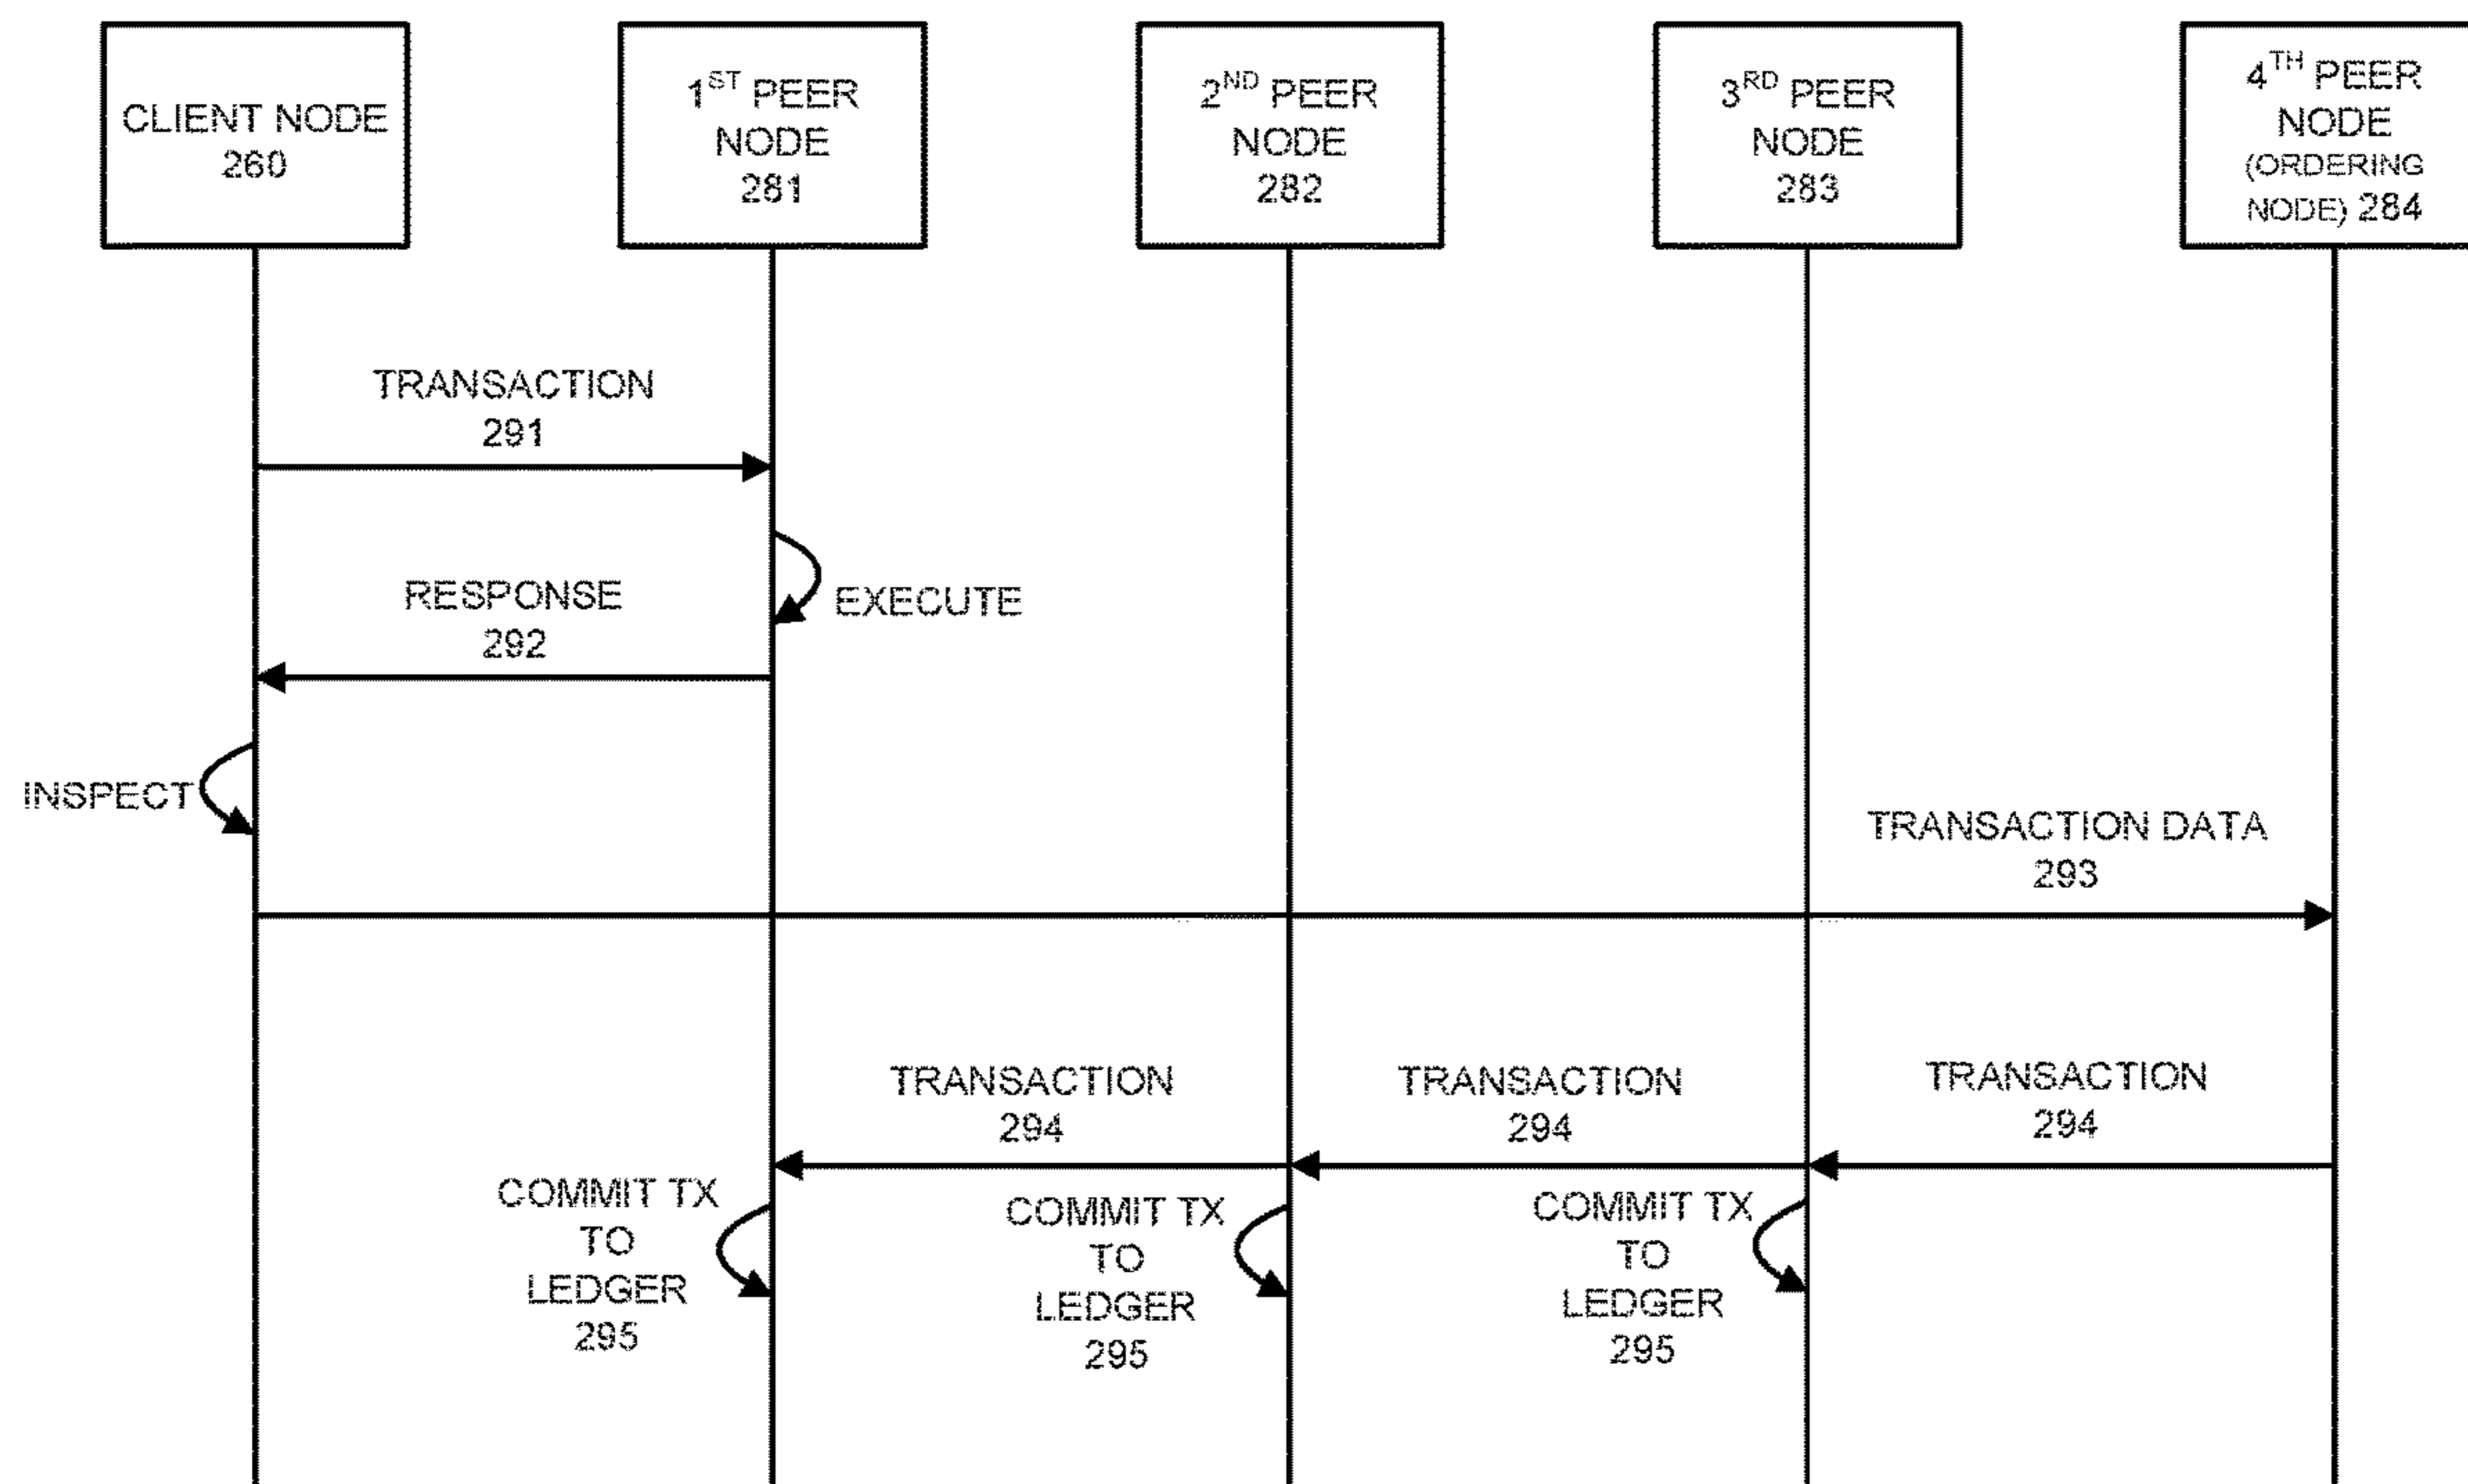 CLIENT NODE
260
1ST PEER
NODE
281
2ND PEER
NODE
282
3RD PEER
NODE
283
4TH PEER
NODE
(ORDERING
NODE) 284
TRANSACTION
291
EXECUTE
RESPONSE
292
INSPECT
TRANSACTION DATA
293
TRANSACTION
294
TRANSACTION
294
TRANSACTION
294
COMMIT TX
TO
LEDGER
295
COMMIT TX
TO
LEDGER
295
COMMIT TX
TO
LEDGER
295